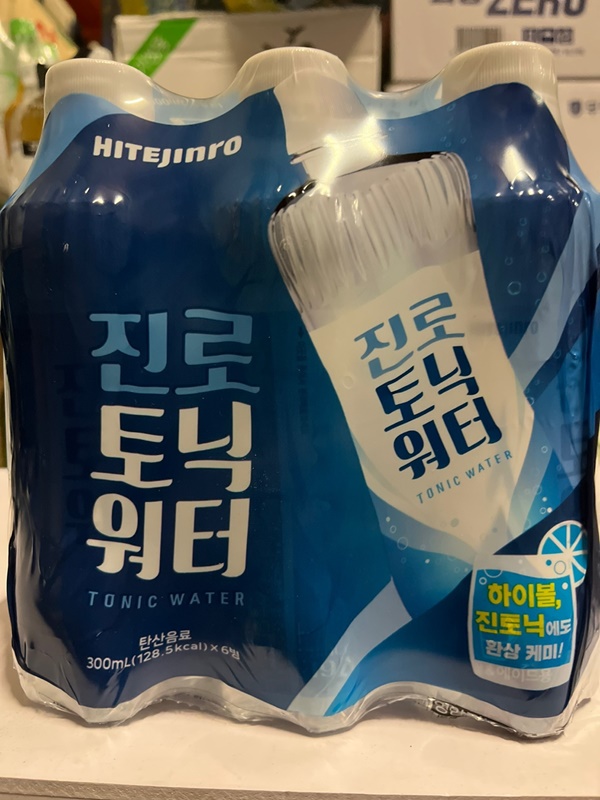 ZERO
HITEJINRO
진로
토닉
워터
TONIC WATER
탄산음료
300mL(128.5kcal) × 6병
진로
토닉
워터
TONIC WATER
하이볼,
진토닉에도
환상 케미!